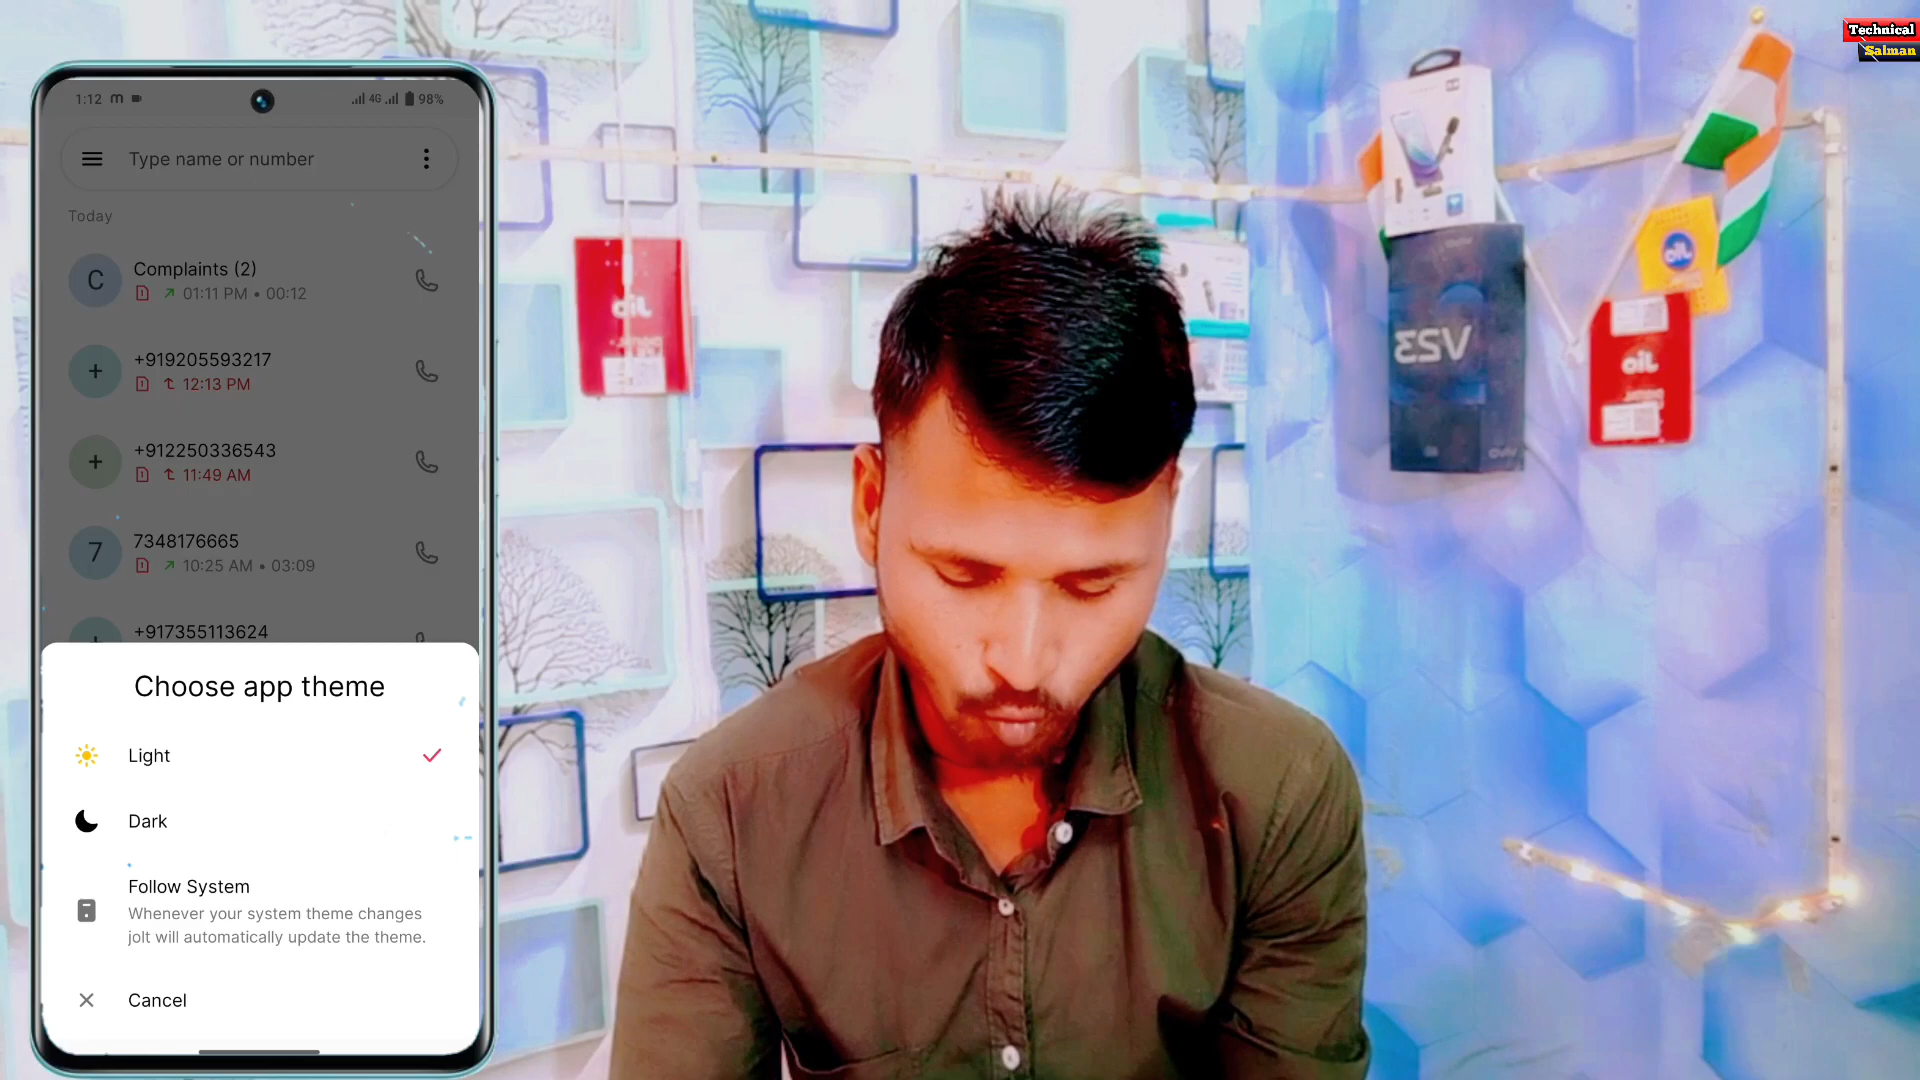 1:12 m 4G 98%
Type name or number
Today
C
Complaints (2)
01:11 PM • 00:12
+919205593217
12:13 PM
+912250336543
11:49 AM
7
7348176665
10:25 AM • 03:09
+917355113624
Choose app theme
Light
Dark
Follow System
Whenever your system theme changes
jolt will automatically update the theme.
Cancel
Technical
Salman
V23
oil
oil
oil